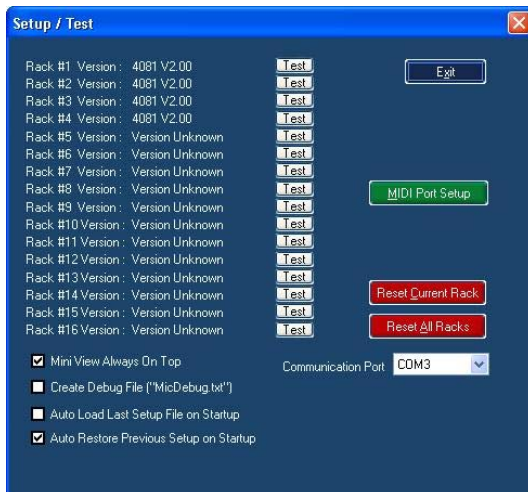 Setup / Test
Rack #1 Version : 4081 V2.00 Test
Rack #2 Version : 4081 V2.00 Test
Rack #3 Version : 4081 V2.00 Test
Rack #4 Version : 4081 V2.00 Test
Rack #5 Version : Version Unknown Test
Rack #6 Version : Version Unknown Test
Rack #7 Version : Version Unknown Test
Rack #8 Version : Version Unknown Test
Rack #9 Version : Version Unknown Test
Rack #10 Version : Version Unknown Test
Rack #11 Version : Version Unknown Test
Rack #12 Version : Version Unknown Test
Rack #13 Version : Version Unknown Test
Rack #14 Version : Version Unknown Test
Rack #15 Version : Version Unknown Test
Rack #16 Version : Version Unknown Test
Exit
MIDI Port Setup
Reset Current Rack
Reset All Racks
Mini View Always On Top
Communication Port COM3
Create Debug File ("MicDebug.txt")
Auto Load Last Setup File on Startup
Auto Restore Previous Setup on Startup